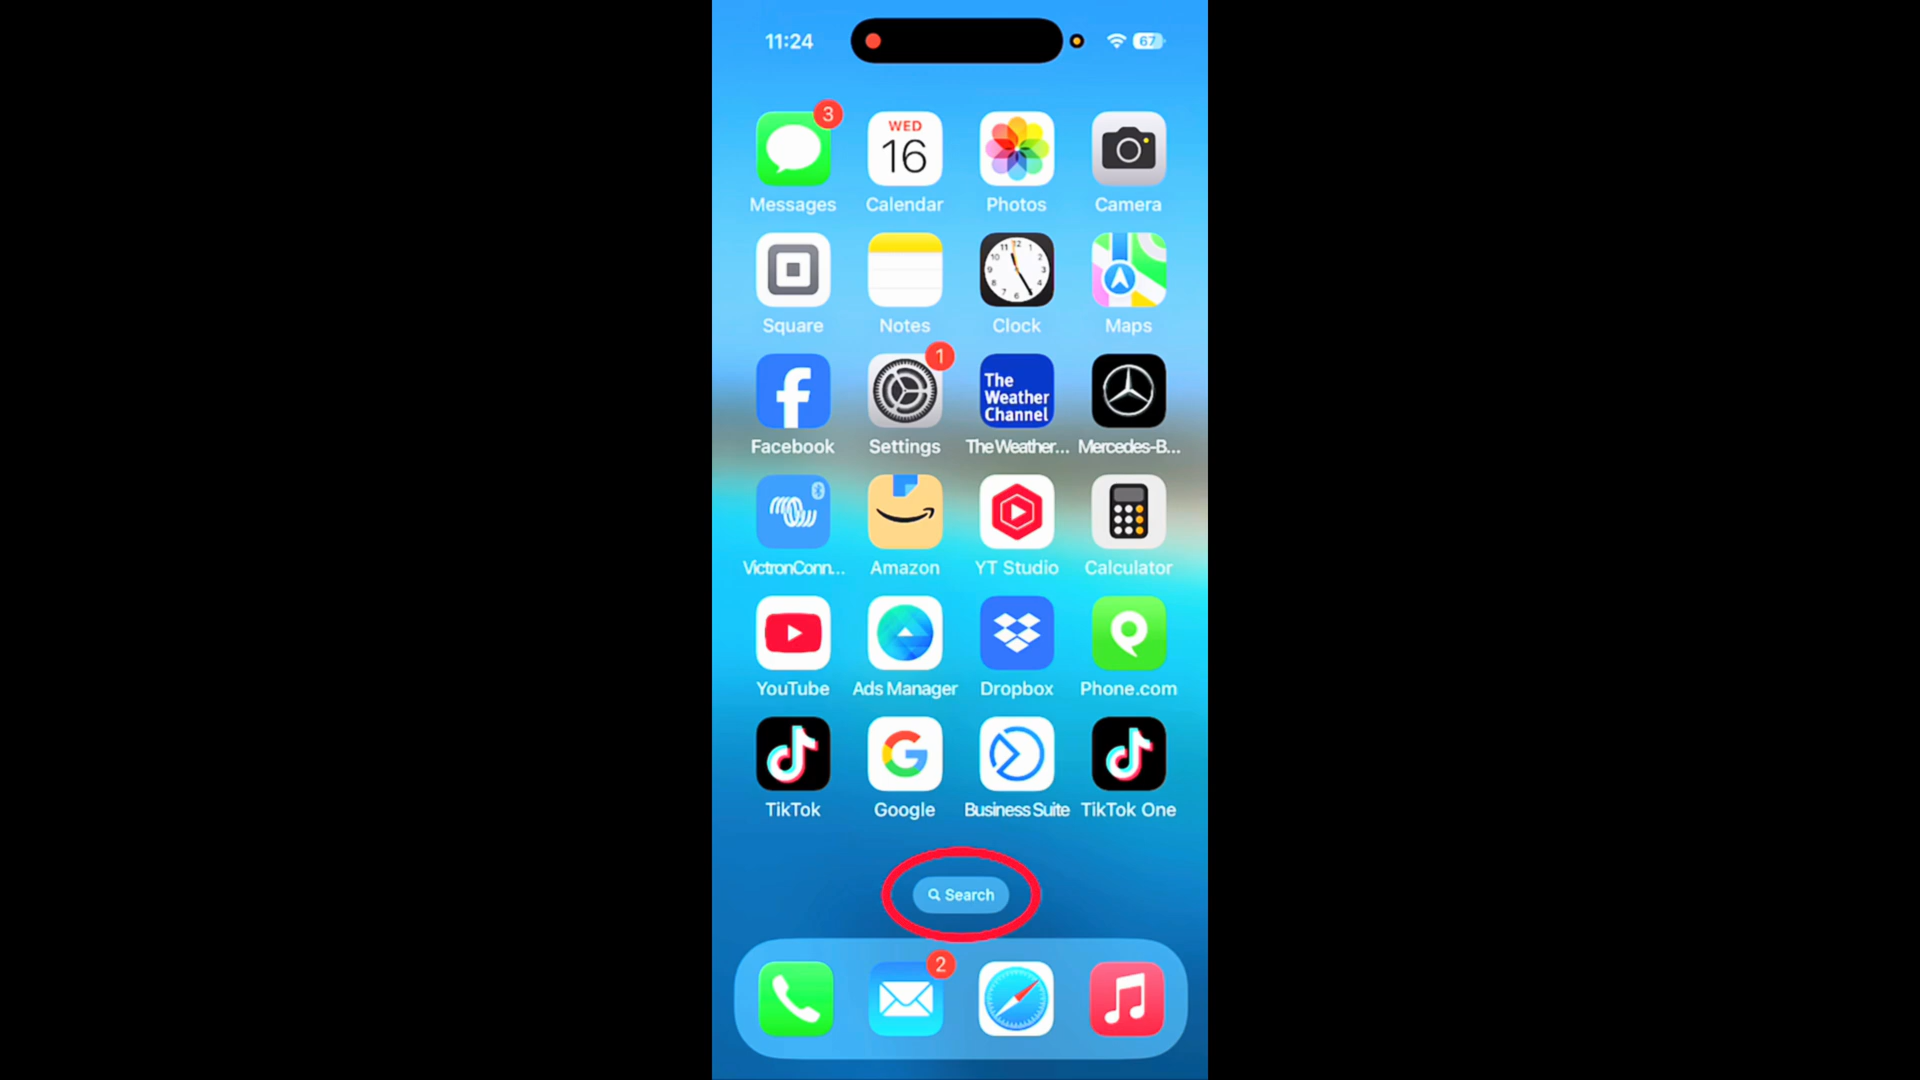 11:24
67
3
WED
16
Messages Calendar Photos Camera
Square Notes Clock Maps
1
The
Weather
Channel
Facebook Settings The Weather... Mercedes-B...
VictronConn... Amazon YT Studio Calculator
YouTube Ads Manager Dropbox Phone.com
TikTok Google Business Suite TikTok One
Search
2